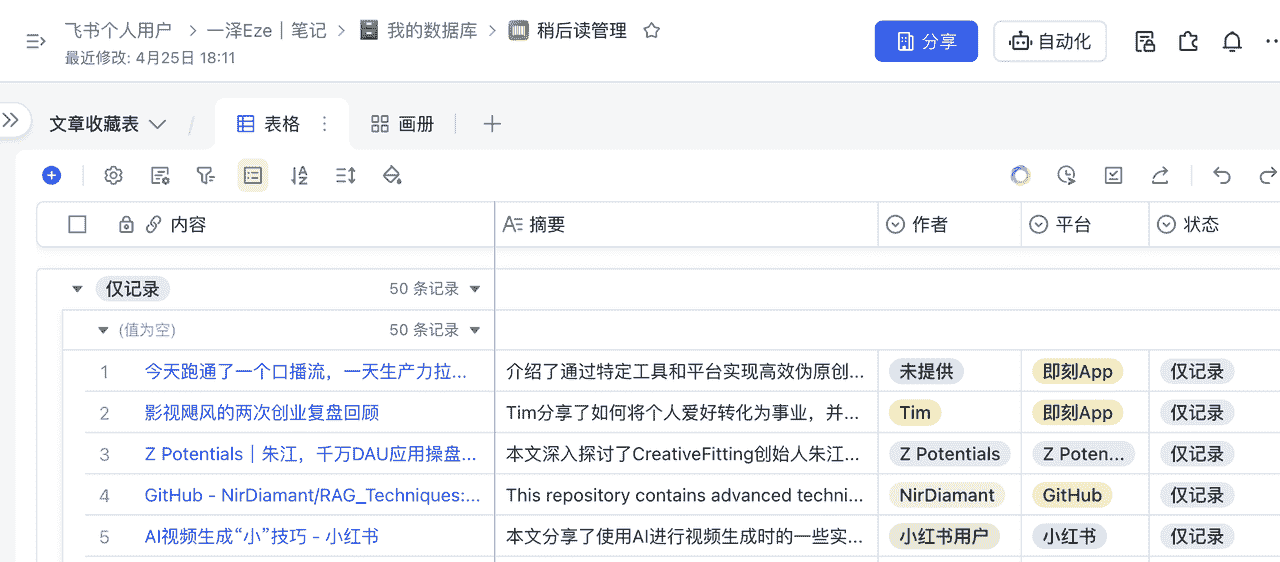 飞书个人用户 > 一泽Eze｜笔记 > 我的数据库 > 稍后读管理
最近修改: 4月25日 18:11
分享
自动化
文章收藏表
表格
画册
内容 摘要 作者 平台 状态
仅记录 50 条记录
(值为空) 50 条记录
1 今天跑通了一个口播流，一天生产力拉... 介绍了通过特定工具和平台实现高效伪原创... 未提供 即刻App 仅记录
2 影视飓风的两次创业复盘回顾 Tim分享了如何将个人爱好转化为事业，并... Tim 即刻App 仅记录
3 Z Potentials｜朱江，千万DAU应用操盘... 本文深入探讨了CreativeFitting创始人朱江... Z Potentials Z Poten... 仅记录
4 GitHub - NirDiamant/RAG_Techniques:... This repository contains advanced techni... NirDiamant GitHub 仅记录
5 AI视频生成“小”技巧 - 小红书 本文分享了使用AI进行视频生成时的一些实... 小红书用户 小红书 仅记录